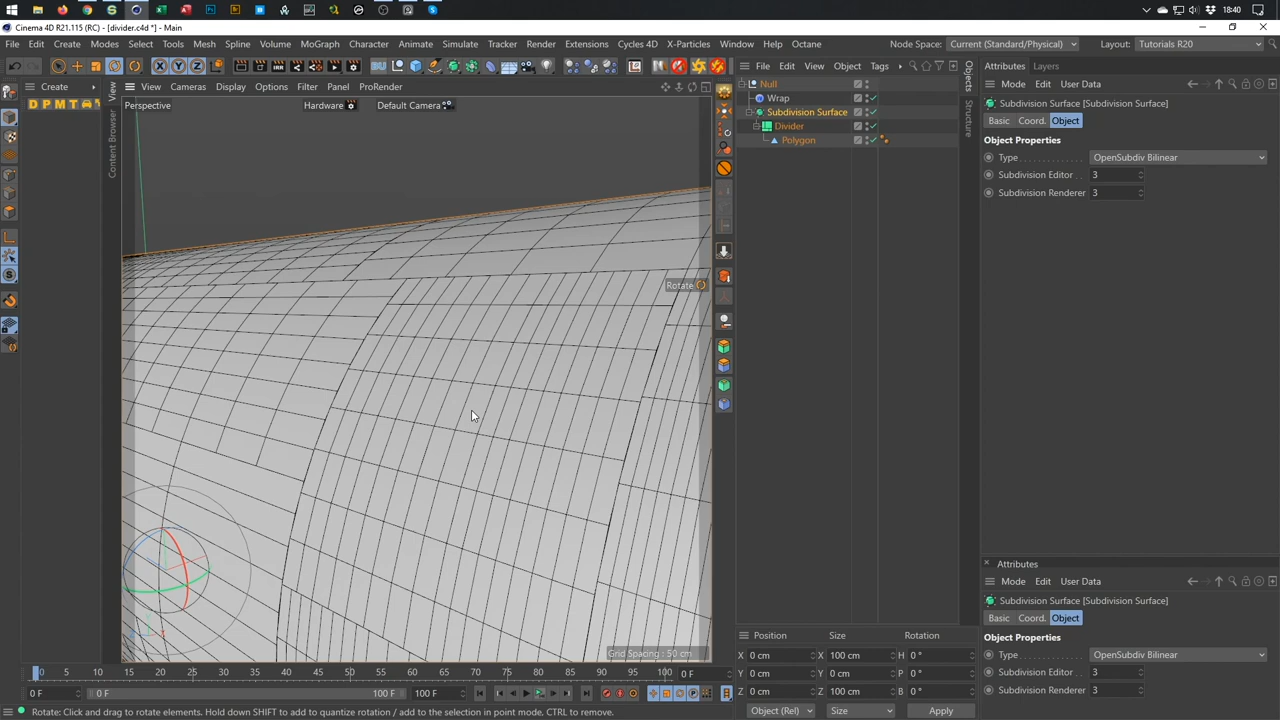 18:40
Cinema 4D R21.115 (RC) - [divider.c4d *] - Main
File Edit Create Modes Select Tools Mesh Spline Volume MoGraph Character Animate Simulate Tracker Render Extensions Cycles 4D X-Particles Window Help Octane
Node Space: Current (Standard/Physical) Layout: Tutorials R20
Create
D P M T
View Cameras Display Options Filter Panel ProRender
Perspective Hardware Default Camera
View
Content Browser
Rotate
Grid Spacing : 50 cm
File Edit View Object Tags
Null
Wrap
Subdivision Surface
Divider
Polygon
Objects
Structure
Attributes Layers
Mode Edit User Data
Subdivision Surface [Subdivision Surface]
Basic Coord. Object
Object Properties
Type OpenSubdiv Bilinear
Subdivision Editor 3
Subdivision Renderer 3
Attributes
Mode Edit User Data
Subdivision Surface [Subdivision Surface]
Basic Coord. Object
Object Properties
Type OpenSubdiv Bilinear
Subdivision Editor 3
Subdivision Renderer 3
Position Size Rotation
X 0 cm X 100 cm H 0 °
Y 0 cm Y 0 cm P 0 °
Z 0 cm Z 100 cm B 0 °
Object (Rel) Size Apply
0 5 10 15 20 25 30 35 40 45 50 55 60 65 70 75 80 85 90 95 100 0 F
0 F 0 F 100 F 100 F
Rotate: Click and drag to rotate elements. Hold down SHIFT to add to quantize rotation / add to the selection in point mode, CTRL to remove.